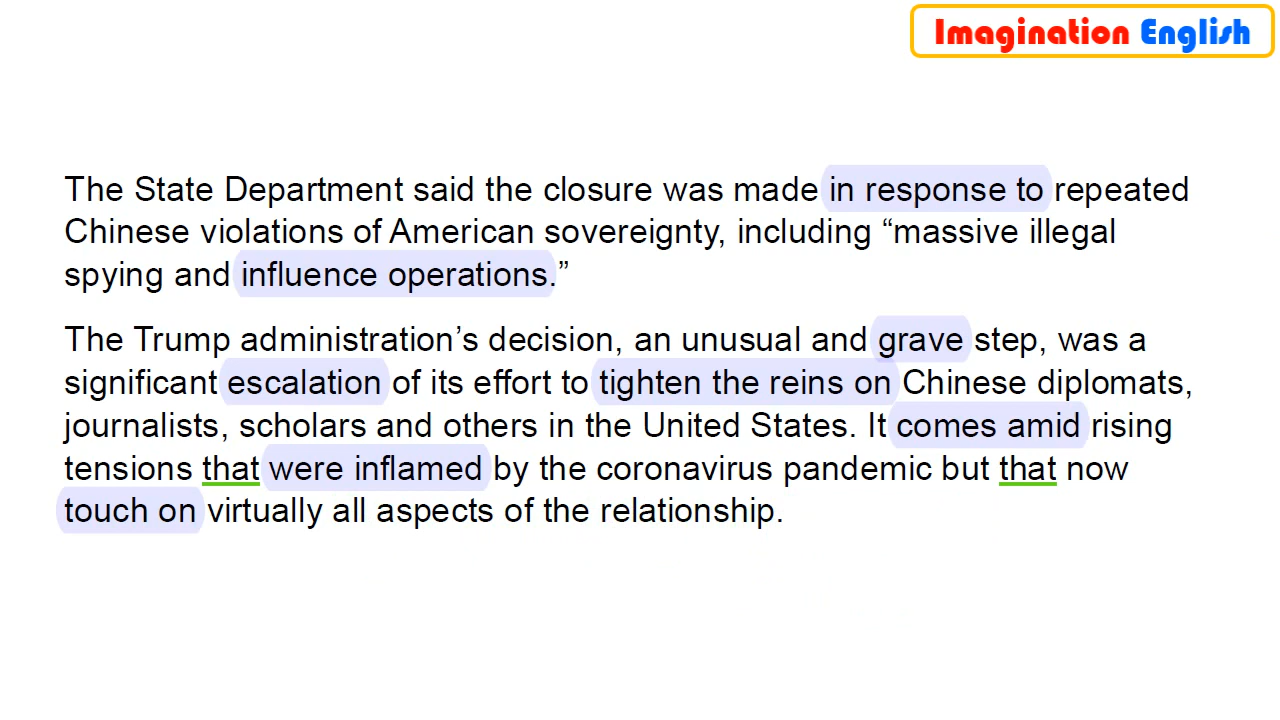 Imagination English
The State Department said the closure was made in response to repeated
Chinese violations of American sovereignty, including “massive illegal
spying and influence operations.”
The Trump administration’s decision, an unusual and grave step, was a
significant escalation of its effort to tighten the reins on Chinese diplomats,
journalists, scholars and others in the United States. It comes amid rising
tensions that were inflamed by the coronavirus pandemic but that now
touch on virtually all aspects of the relationship.